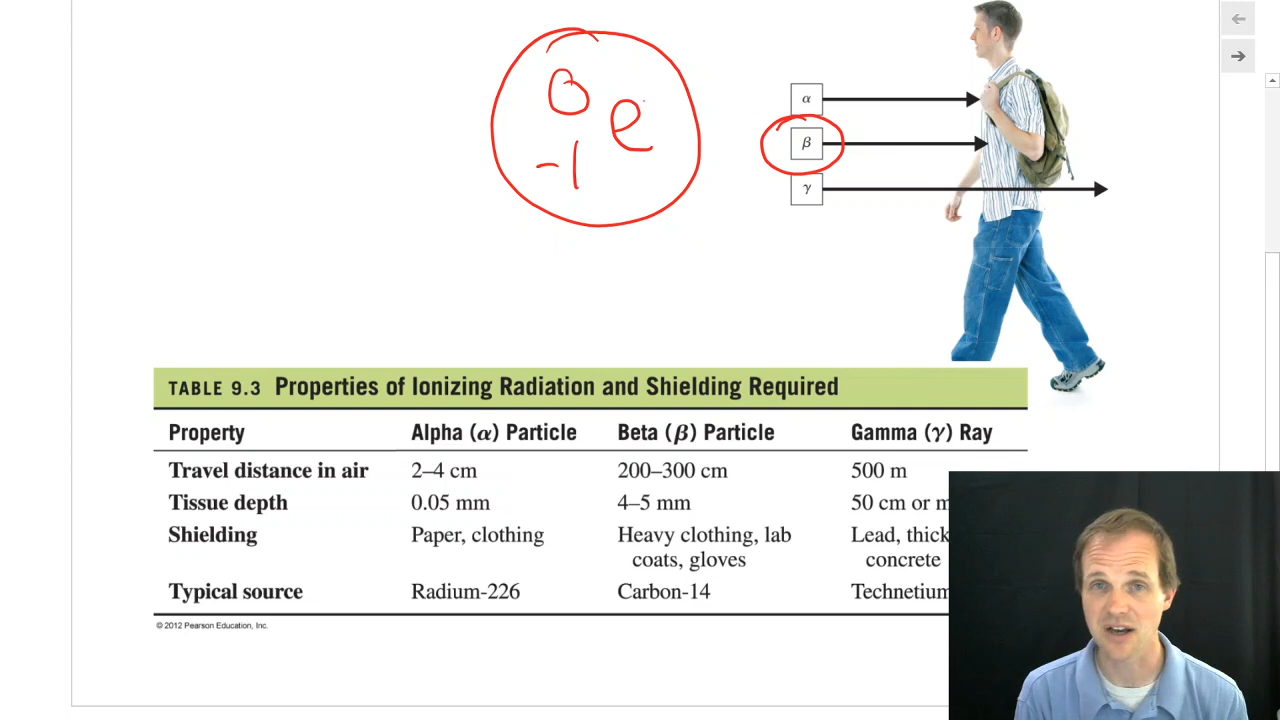 0
e
-1
α
β
γ
TABLE 9.3 Properties of Ionizing Radiation and Shielding Required
Property Alpha (α) Particle Beta (β) Particle Gamma (γ) Ray
Travel distance in air 2–4 cm 200–300 cm 500 m
Tissue depth 0.05 mm 4–5 mm 50 cm or
Shielding Paper, clothing Heavy clothing, lab Lead, thick
coats, gloves concrete
Typical source Radium-226 Carbon-14 Technetium
© 2012 Pearson Education, Inc.